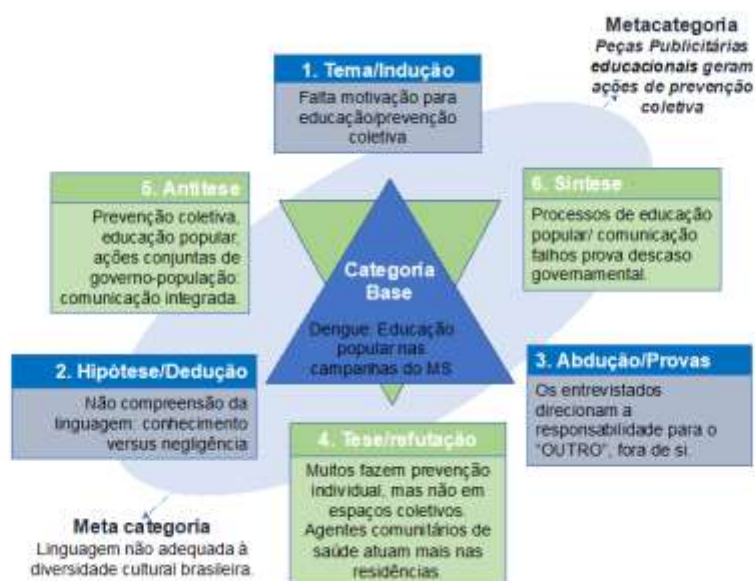 Metacategoria
Peças Publicitárias
educacionais geram
ações de prevenção
coletiva
1. Tema/Indução
Falta motivação para
educação/prevenção
coletiva
5. Antítese
Prevenção coletiva,
educação popular,
ações conjuntas de
governo-população:
comunicação integrada.
6. Síntese
Processos de educação
popular/ comunicação
falhos prova descaso
governamental.
Categoria
Base
Dengue: Educação
popular nas
campanhas do MS
2. Hipótese/Dedução
Não compreensão da
linguagem: conhecimento
versus negligência
3. Abdução/Provas
Os entrevistados
direcionam a
responsabilidade para o
"OUTRO", fora de si.
4. Tese/refutação
Muitos fazem prevenção
individual, mas não em
espaços coletivos.
Agentes comunitários de
saúde atuam mais nas
residências
Meta categoria
Linguagem não adequada à
diversidade cultural brasileira.